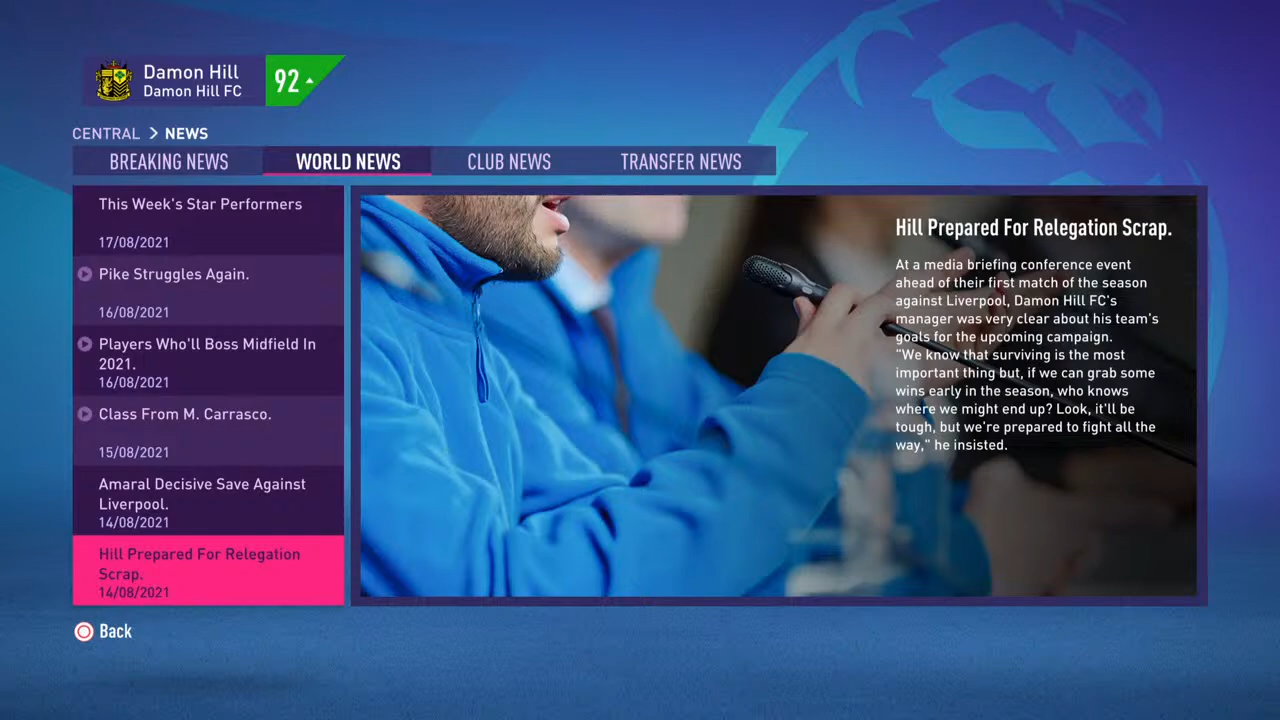 Damon Hill
Damon Hill FC
92
CENTRAL > NEWS
BREAKING NEWS
WORLD NEWS
CLUB NEWS
TRANSFER NEWS
This Week's Star Performers
17/08/2021
Pike Struggles Again.
16/08/2021
Players Who'll Boss Midfield In
2021.
16/08/2021
Class From M. Carrasco.
15/08/2021
Amaral Decisive Save Against
Liverpool.
14/08/2021
Hill Prepared For Relegation
Scrap.
14/08/2021
Hill Prepared For Relegation Scrap.
At a media briefing conference event
ahead of their first match of the season
against Liverpool, Damon Hill FC's
manager was very clear about his team's
goals for the upcoming campaign.
"We know that surviving is the most
important thing but, if we can grab some
wins early in the season, who knows
where we might end up? Look, it'll be
tough, but we're prepared to fight all the
way," he insisted.
Back